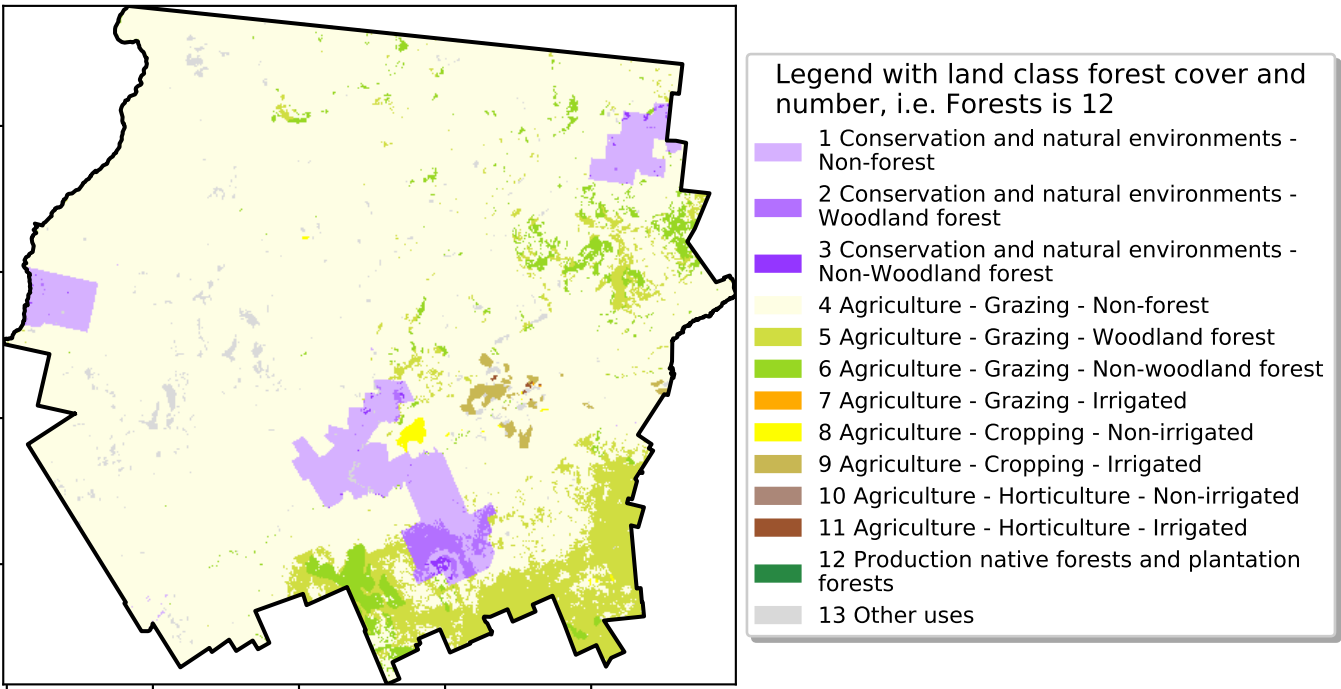 Legend with land class forest cover and
number, i.e. Forests is 12
1 Conservation and natural environments -
Non-forest
2 Conservation and natural environments -
Woodland forest
3 Conservation and natural environments -
Non-Woodland forest
4 Agriculture - Grazing - Non-forest
5 Agriculture - Grazing - Woodland forest
6 Agriculture - Grazing - Non-woodland forest
7 Agriculture - Grazing - Irrigated
8 Agriculture - Cropping - Non-irrigated
9 Agriculture - Cropping - Irrigated
10 Agriculture - Horticulture - Non-irrigated
11 Agriculture - Horticulture - Irrigated
12 Production native forests and plantation
forests
13 Other uses